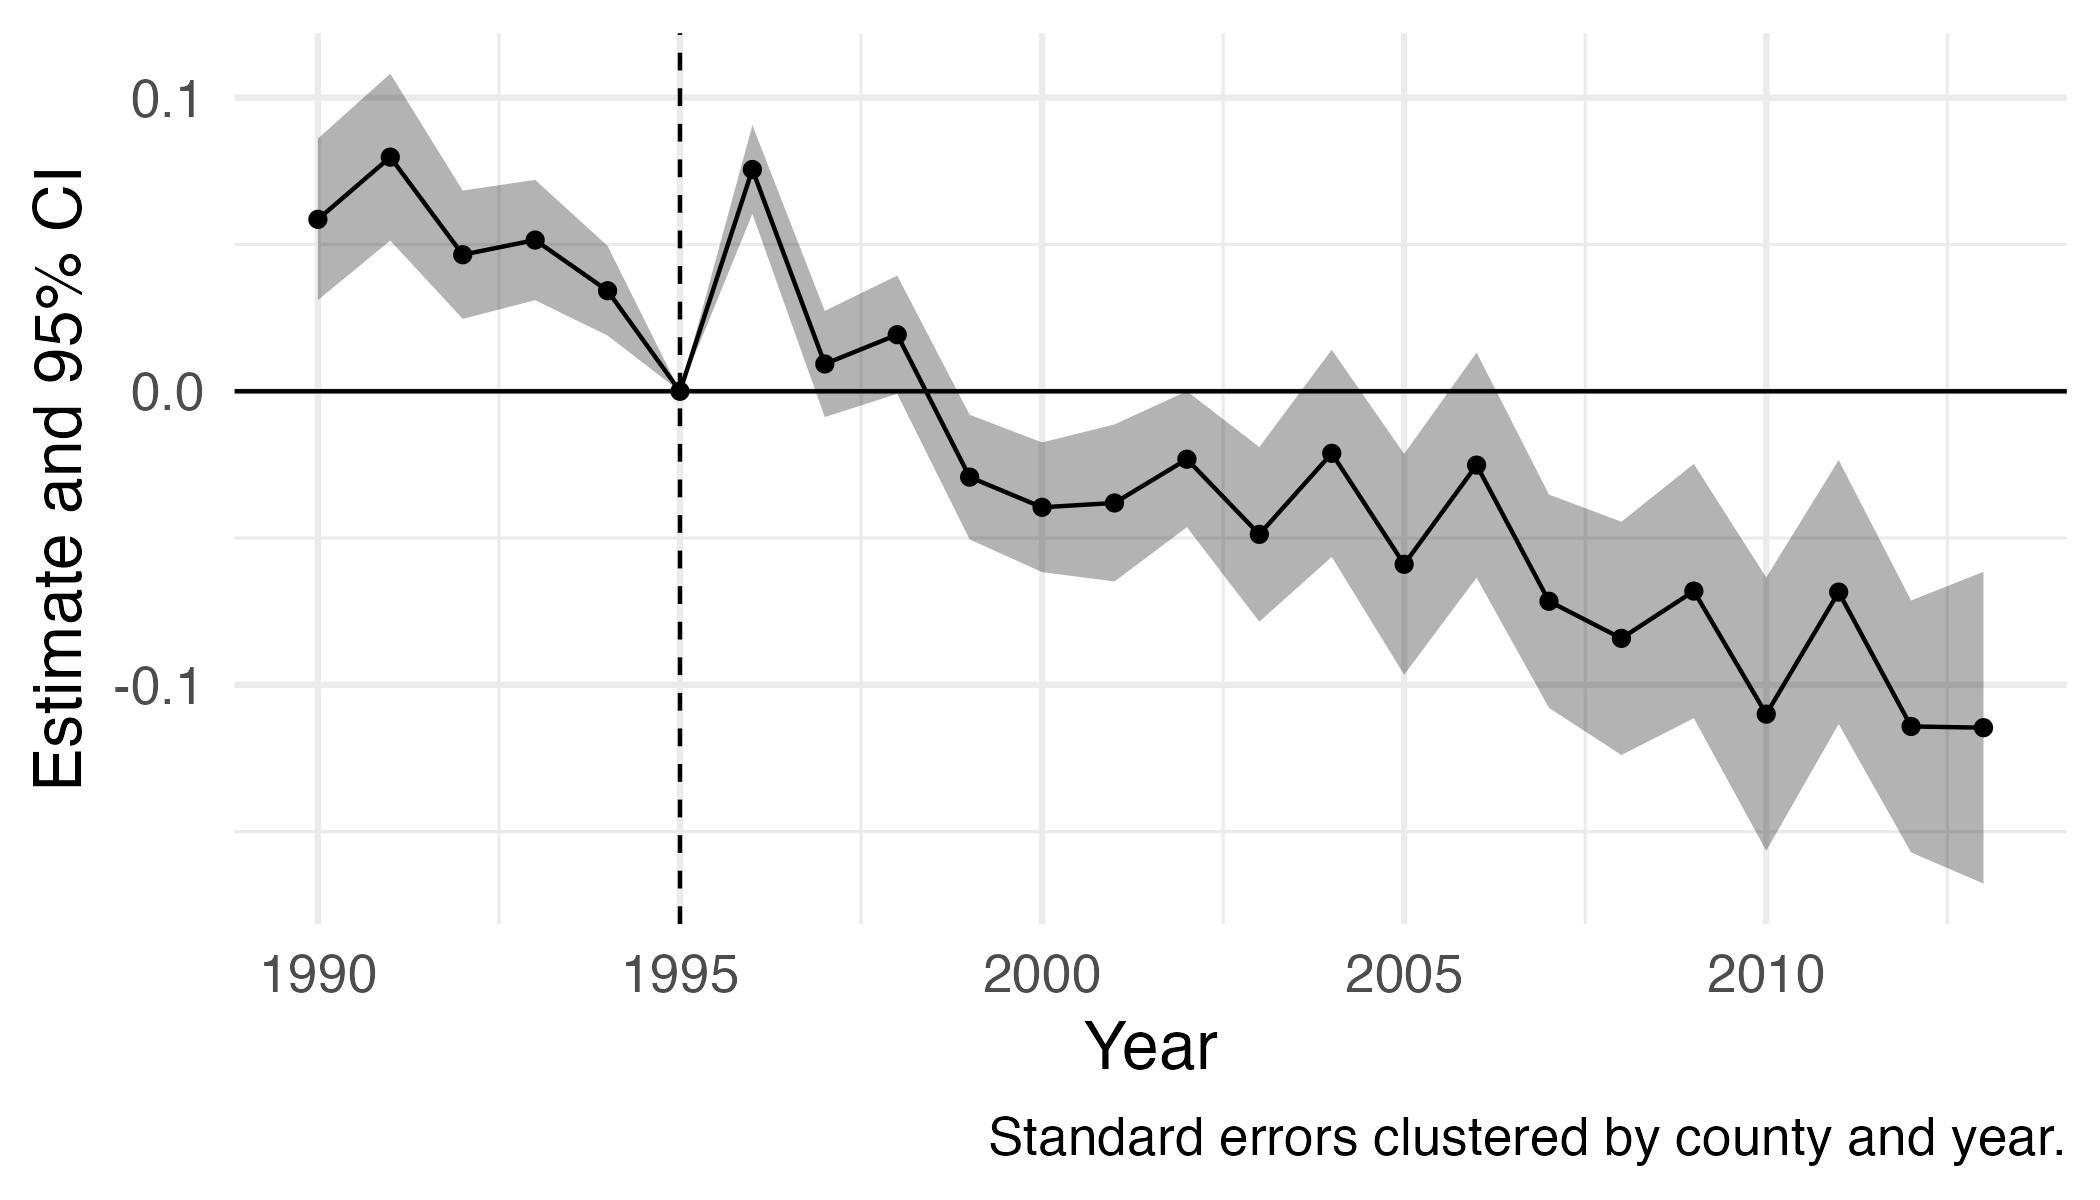 Estimate and 95% CI
0.1
0.0
-0.1
1990 1995 2000 2005 2010
Year
Standard errors clustered by county and year.